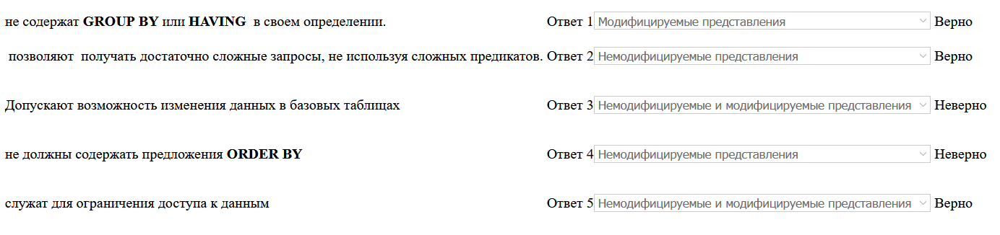 не содержат GROUP BY или HAVING в своем определении. Ответ 1 Модифицируемые представления Верно
позволяют получать достаточно сложные запросы, не используя сложных предикатов. Ответ 2 Немодифицируемые представления Верно
Допускают возможность изменения данных в базовых таблицах Ответ 3 Немодифицируемые и модифицируемые представления Неверно
не должны содержать предложения ORDER BY Ответ 4 Немодифицируемые представления Неверно
служат для ограничения доступа к данным Ответ 5 Немодифицируемые и модифицируемые представления Верно